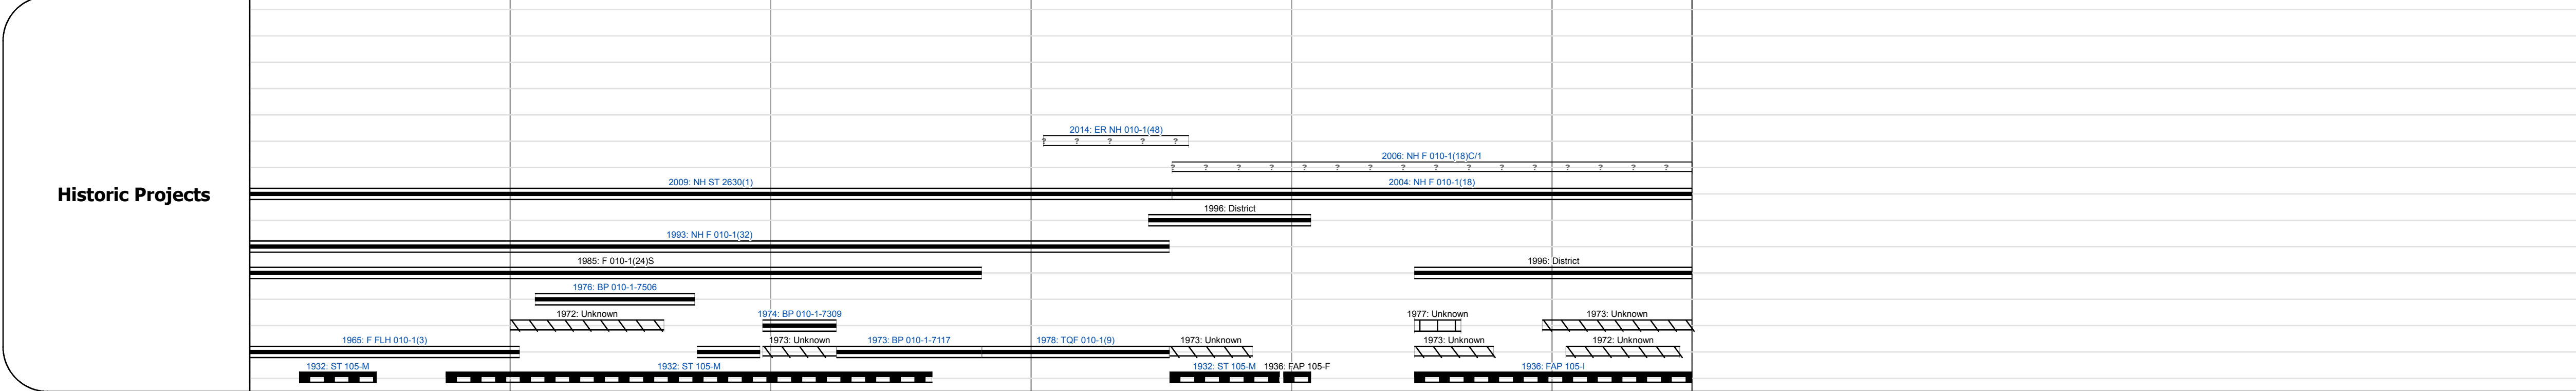 2014: ER NH 010-1(48)
? ? ? ? ?
2006: NH F 010-1(18)C/1
? ? ? ? ? ? ? ? ? ? ? ? ? ? ? ?
Historic Projects
2009: NH ST 2630(1) 2004: NH F 010-1(18)
1996: District
1993: NH F 010-1(32)
1985: F 010-1(24)S 1996: District
1976: BP 010-1-7506
1972: Unknown 1974: BP 010-1-7309 1977: Unknown 1973: Unknown
1965: F FLH 010-1(3) 1973: Unknown 1973: BP 010-1-7117 1978: TQF 010-1(9) 1973: Unknown 1973: Unknown 1972: Unknown
1932: ST 105-M 1932: ST 105-M 1932: ST 105-M 1936: FAP 105-F 1936: FAP 105-I